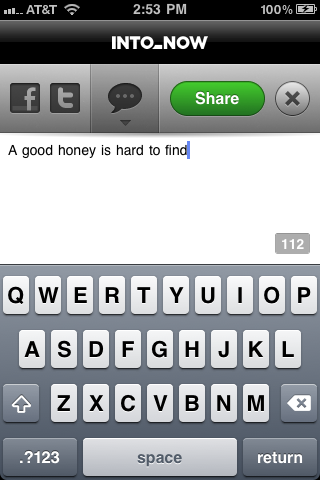 AT&T 2:53 PM 100%
INTO_NOW
f t Share
A good honey is hard to find
112
Q W E R T Y U I O P
A S D F G H J K L
Z X C V B N M
.?123 space return